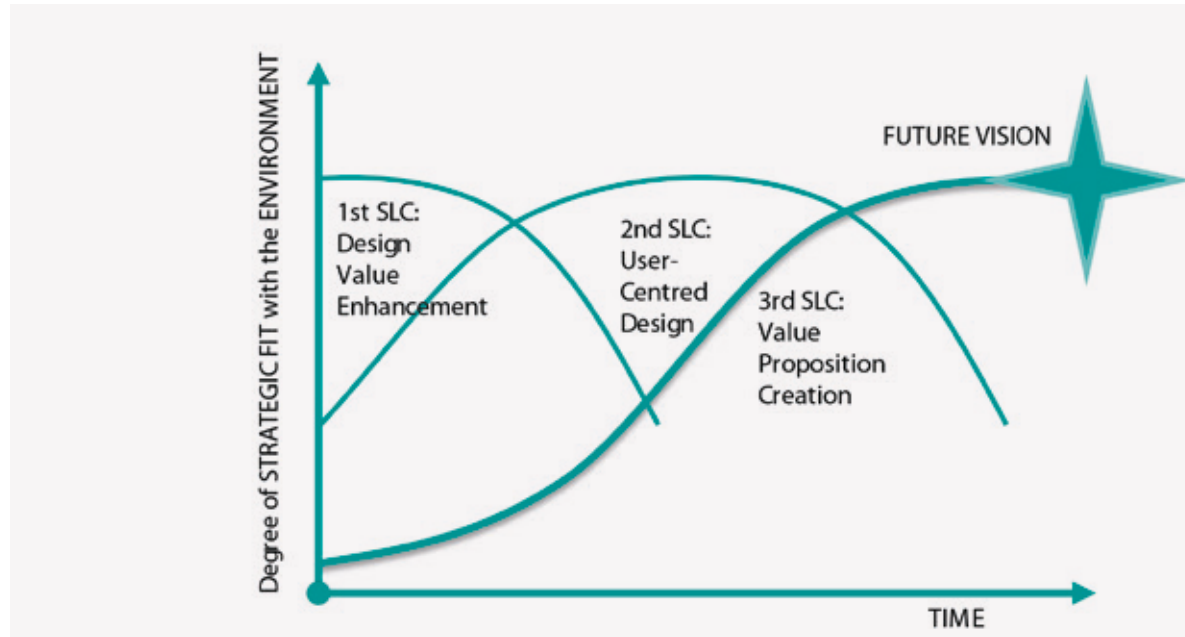 Degree of STRATEGIC FIT with the ENVIRONMENT
FUTURE VISION
1st SLC:
Design
Value
Enhancement
2nd SLC:
User-
Centred
Design
3rd SLC:
Value
Proposition
Creation
TIME